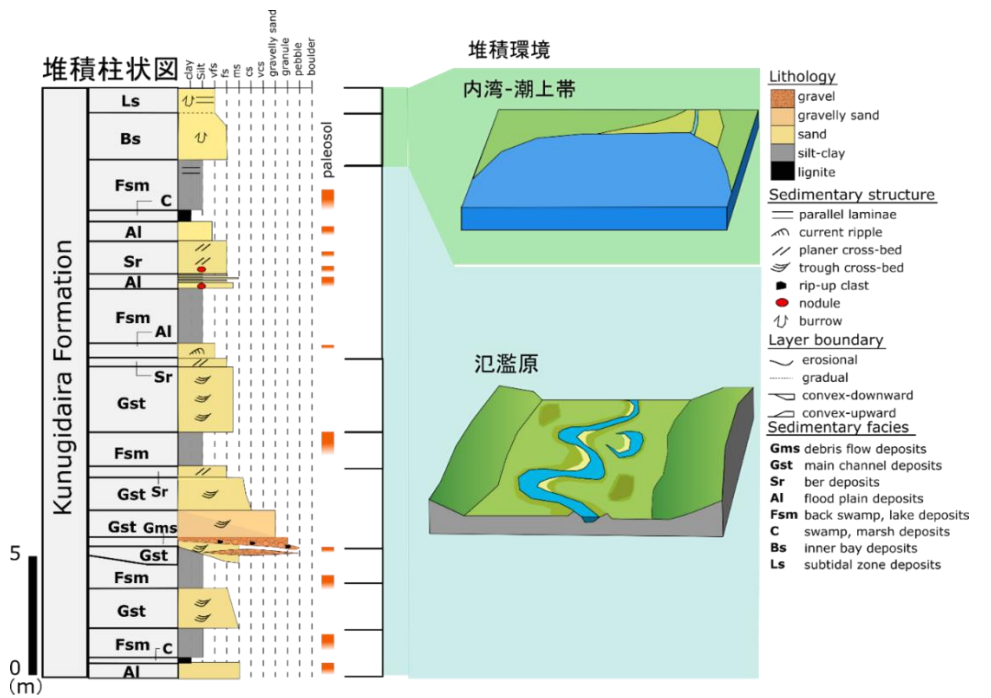 堆積柱状図
clay
Silt
vfs
fs
ms
cs
vcs
gravelly sand
granule
pebble
boulder
paleosol
Kunugidaira Formation
Ls
Bs
Fsm
C
Al
Sr
Al
Fsm
Al
Sr
Gst
Fsm
Gst
Sr
Gst
Gms
Gst
Fsm
Gst
Fsm
C
Al
5
0
(m)
堆積環境
内湾-潮上帯
氾濫原
Lithology
gravel
gravelly sand
sand
silt-clay
lignite
Sedimentary structure
parallel laminae
current ripple
planer cross-bed
trough cross-bed
rip-up clast
nodule
burrow
Layer boundary
erosional
gradual
convex-downward
convex-upward
Sedimentary facies
Gms debris flow deposits
Gst main channel deposits
Sr ber deposits
Al flood plain deposits
Fsm back swamp, lake deposits
C swamp, marsh deposits
Bs inner bay deposits
Ls subtidal zone deposits